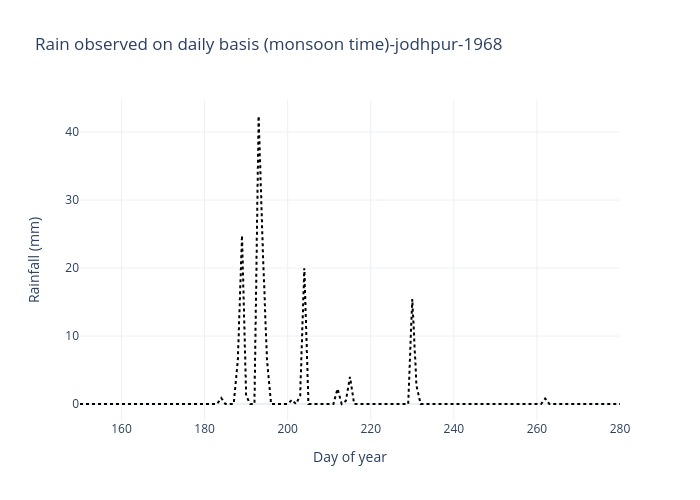 Rain observed on daily basis (monsoon time)-jodhpur-1968
40
30
20
10
0
Rainfall (mm)
160 180 200 220 240 260 280
Day of year